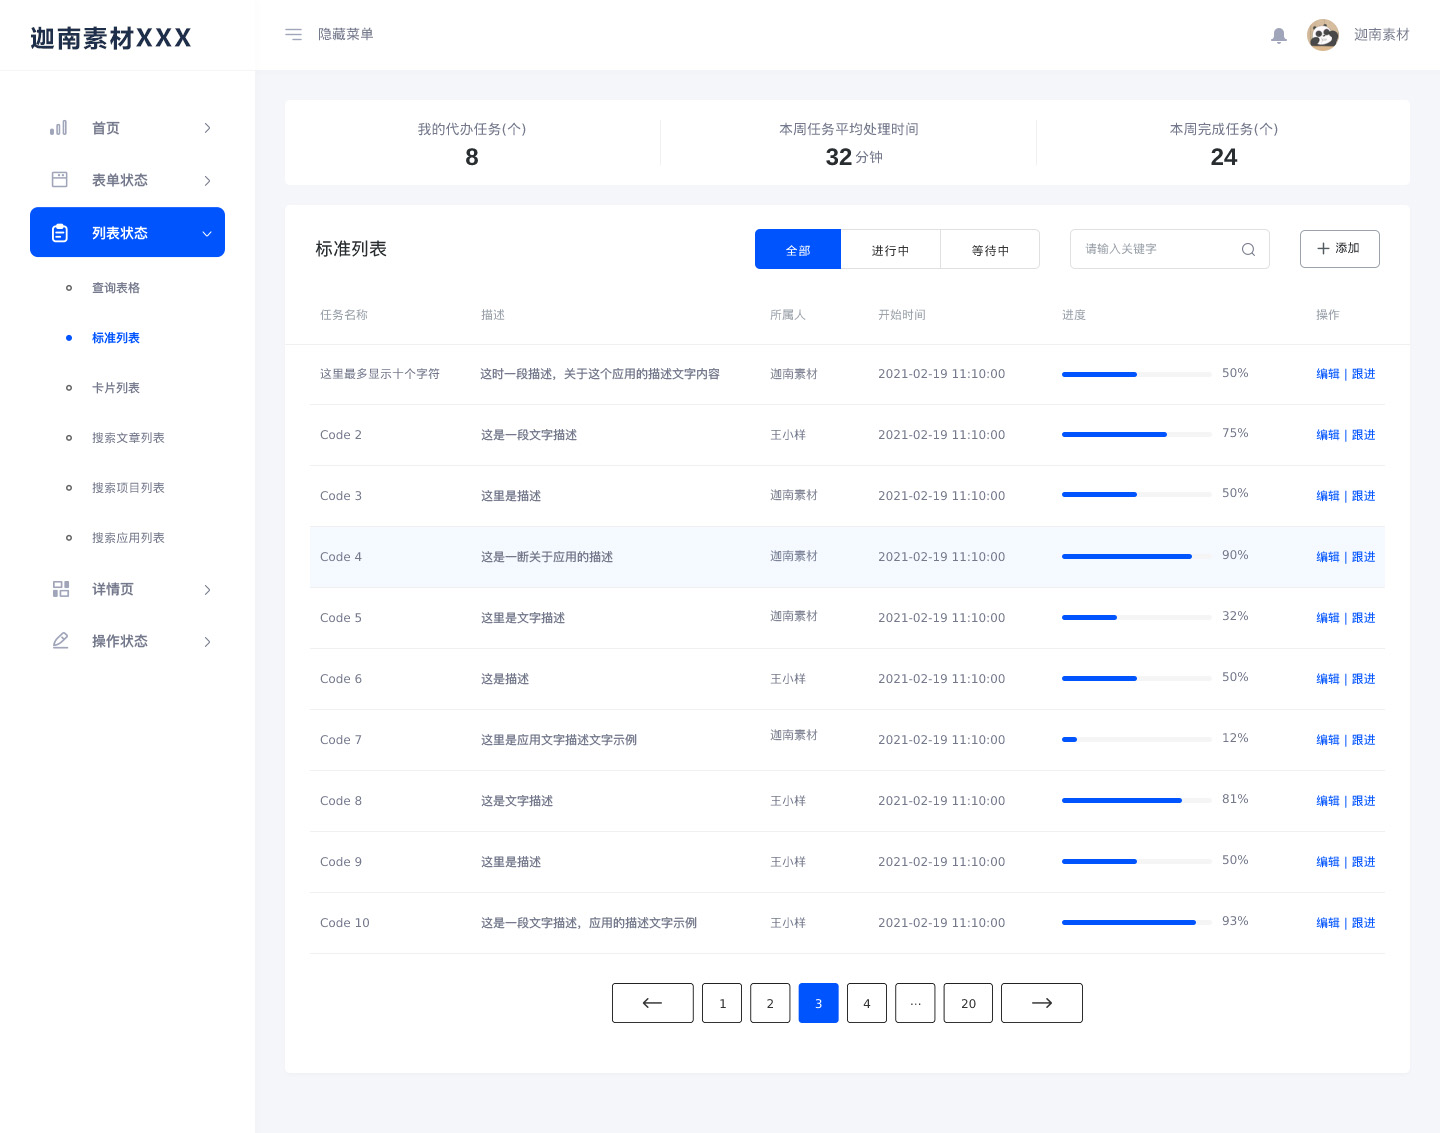 迦南素材XXX
隐藏菜单
迦南素材
首页
表单状态
列表状态
查询表格
标准列表
卡片列表
搜索文章列表
搜索项目列表
搜索应用列表
详情页
操作状态
我的代办任务(个)
8
本周任务平均处理时间
32 分钟
本周完成任务(个)
24
标准列表
全部 进行中 等待中
请输入关键字
添加
任务名称 描述 所属人 开始时间 进度 操作
这里最多显示十个字符 这时一段描述，关于这个应用的描述文字内容 迦南素材 2021-02-19 11:10:00 50% 编辑 | 跟进
Code 2 这是一段文字描述 王小样 2021-02-19 11:10:00 75% 编辑 | 跟进
Code 3 这里是描述 迦南素材 2021-02-19 11:10:00 50% 编辑 | 跟进
Code 4 这是一断关于应用的描述 迦南素材 2021-02-19 11:10:00 90% 编辑 | 跟进
Code 5 这里是文字描述 迦南素材 2021-02-19 11:10:00 32% 编辑 | 跟进
Code 6 这是描述 王小样 2021-02-19 11:10:00 50% 编辑 | 跟进
Code 7 这里是应用文字描述文字示例 迦南素材 2021-02-19 11:10:00 12% 编辑 | 跟进
Code 8 这是文字描述 王小样 2021-02-19 11:10:00 81% 编辑 | 跟进
Code 9 这里是描述 王小样 2021-02-19 11:10:00 50% 编辑 | 跟进
Code 10 这是一段文字描述，应用的描述文字示例 王小样 2021-02-19 11:10:00 93% 编辑 | 跟进
1 2 3 4 ··· 20